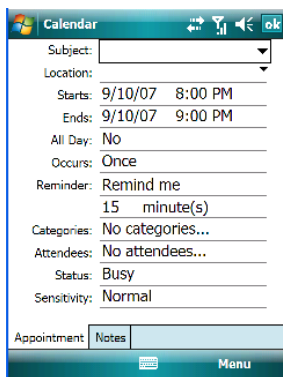 Calendar ok
Subject:
Location:
Starts: 9/10/07 8:00 PM
Ends: 9/10/07 9:00 PM
All Day: No
Occurs: Once
Reminder: Remind me
15 minute(s)
Categories: No categories...
Attendees: No attendees...
Status: Busy
Sensitivity: Normal
Appointment Notes
Menu